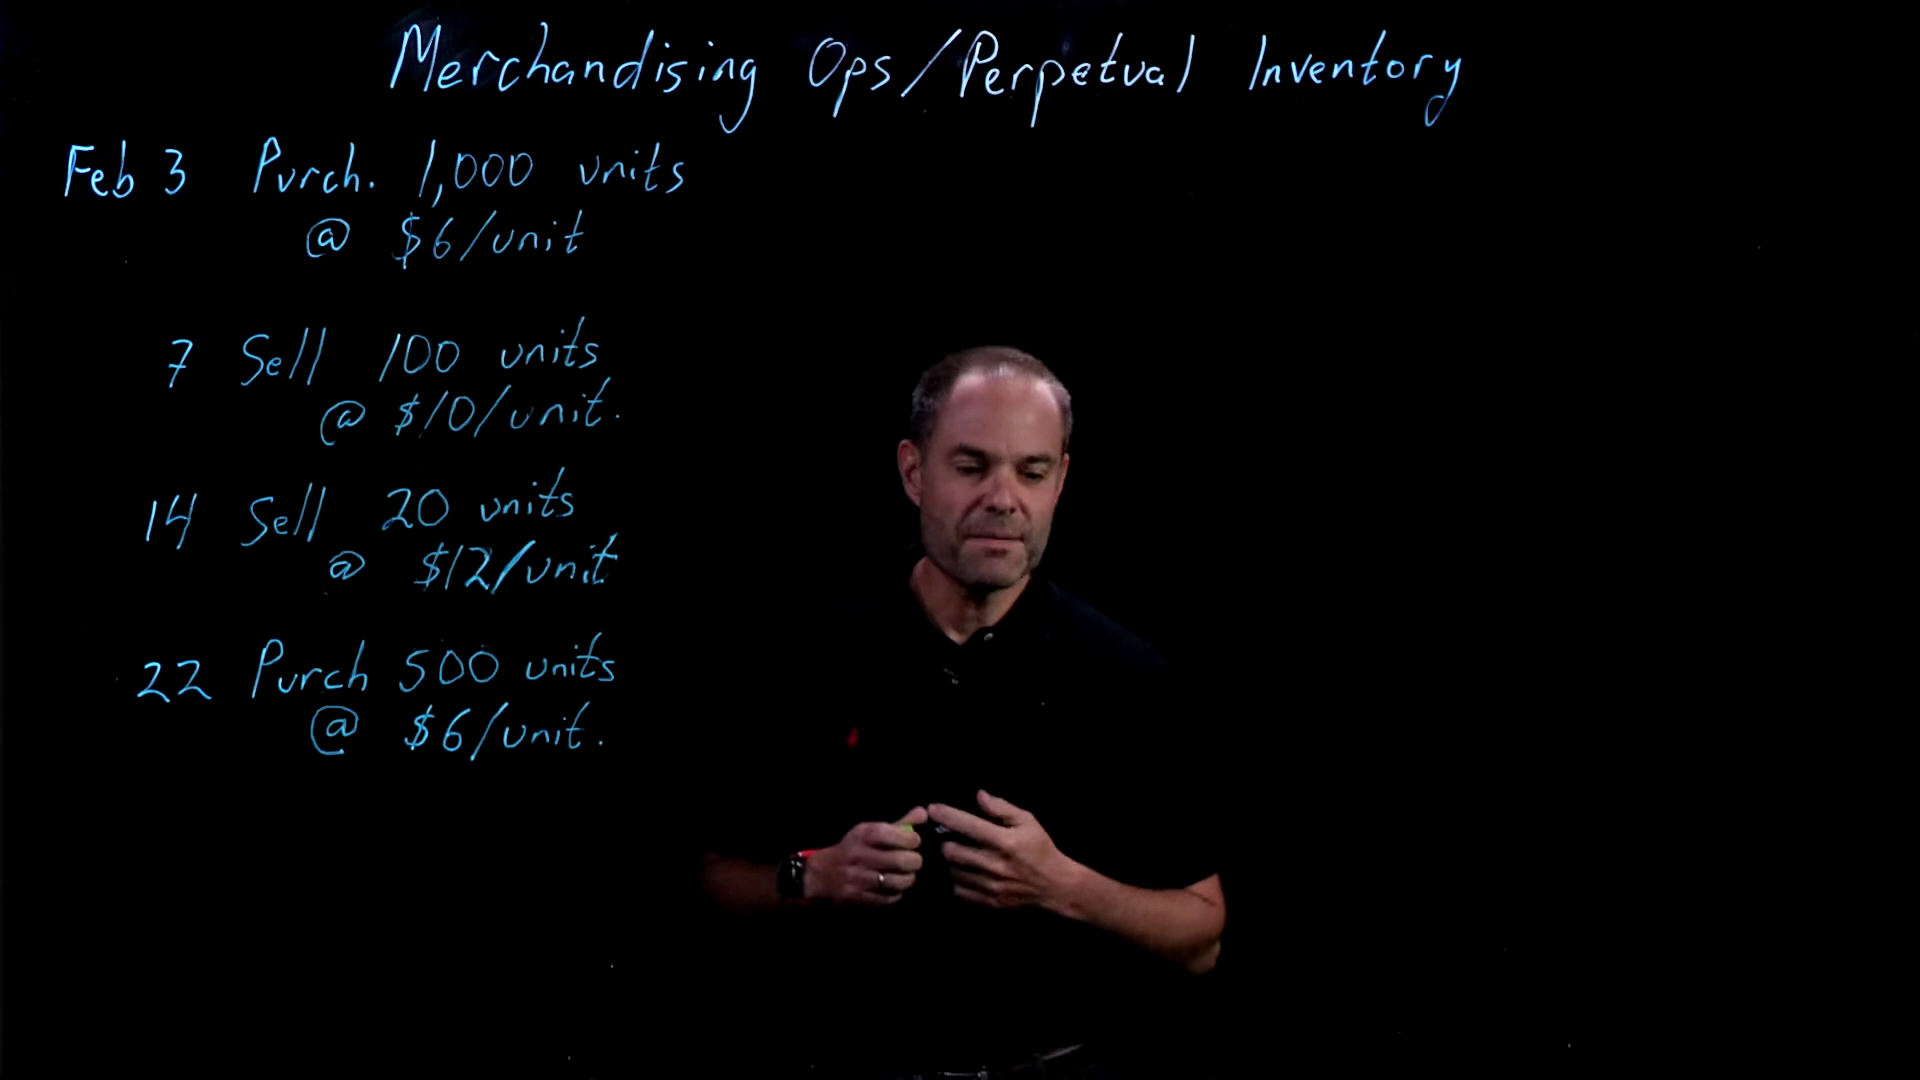 Merchandising Ops/Perpetual Inventory
Feb 3 Purch. 1,000 units
@ $6/unit
7 Sell 100 units
@ $10/unit.
14 Sell 20 units
@ $12/unit
22 Purch 500 units
@ $6/unit.